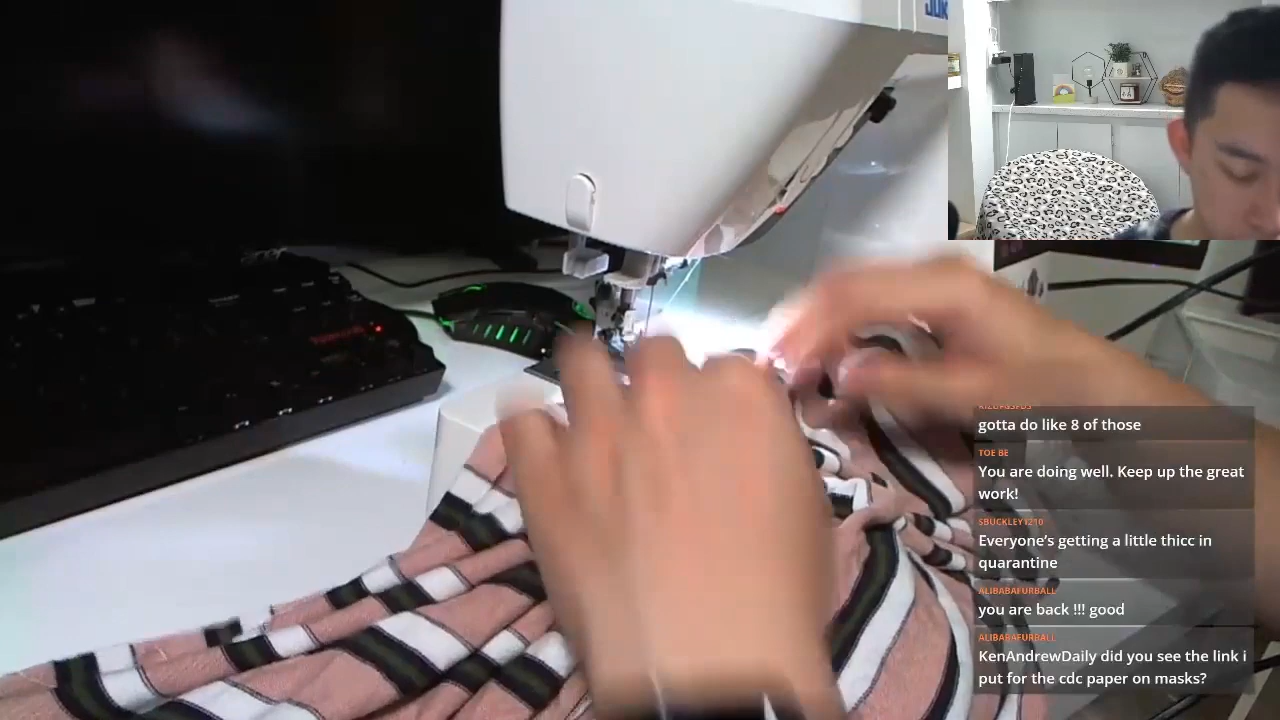 gotta do like 8 of those
TOE BE
You are doing well. Keep up the great
work!
SBUCKLEY1210
Everyone's getting a little thicc in
quarantine
ALIBABAFURBALL
you are back !!! good
ALIBABAFURBALL
KenAndrewDaily did you see the link i
put for the cdc paper on masks?